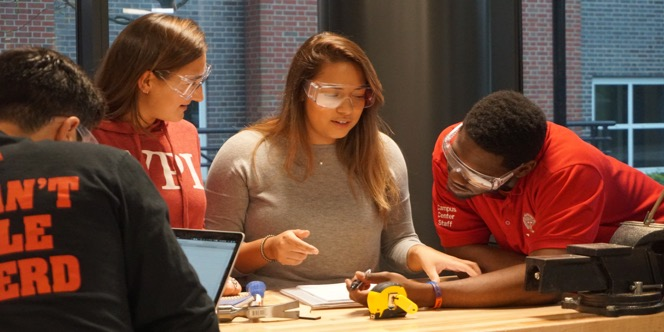 AN'T
LE
ERD
WPI
Campus
Center
Staff